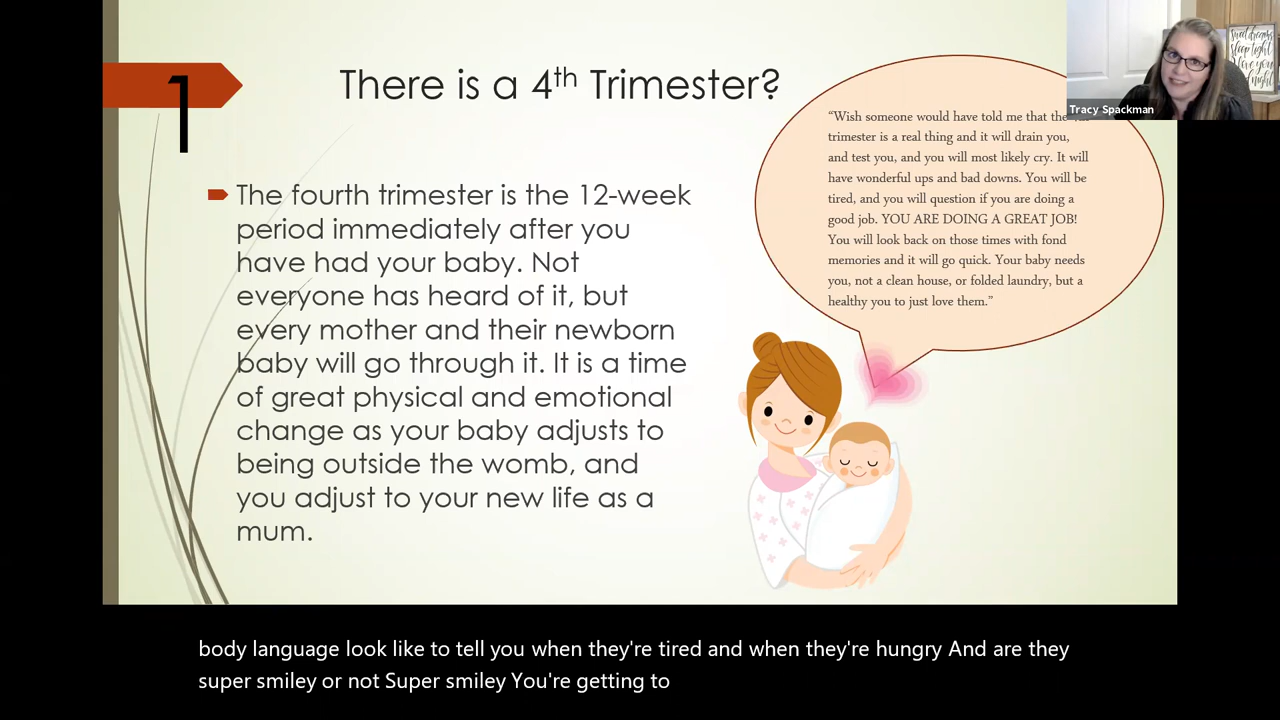 1
There is a 4th Trimester?
The fourth trimester is the 12-week
period immediately after you
have had your baby. Not
everyone has heard of it, but
every mother and their newborn
baby will go through it. It is a time
of great physical and emotional
change as your baby adjusts to
being outside the womb, and
you adjust to your new life as a
mum.
“Wish someone would have told me that the
trimester is a real thing and it will drain you,
and test you, and you will most likely cry. It will
have wonderful ups and bad downs. You will be
tired, and you will question if you are doing a
good job. YOU ARE DOING A GREAT JOB!
You will look back on those times with fond
memories and it will go quick. Your baby needs
you, not a clean house, or folded laundry, but a
healthy you to just love them.”
sweet dreams
sleep tight
love you
Tracy Spackman
body language look like to tell you when they're tired and when they're hungry And are they
super smiley or not Super smiley You're getting to